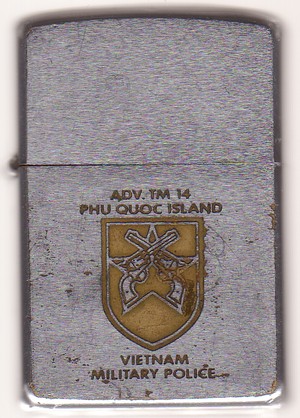 ADV. TM 14
PHU QUOC ISLAND
VIETNAM
MILITARY POLICE